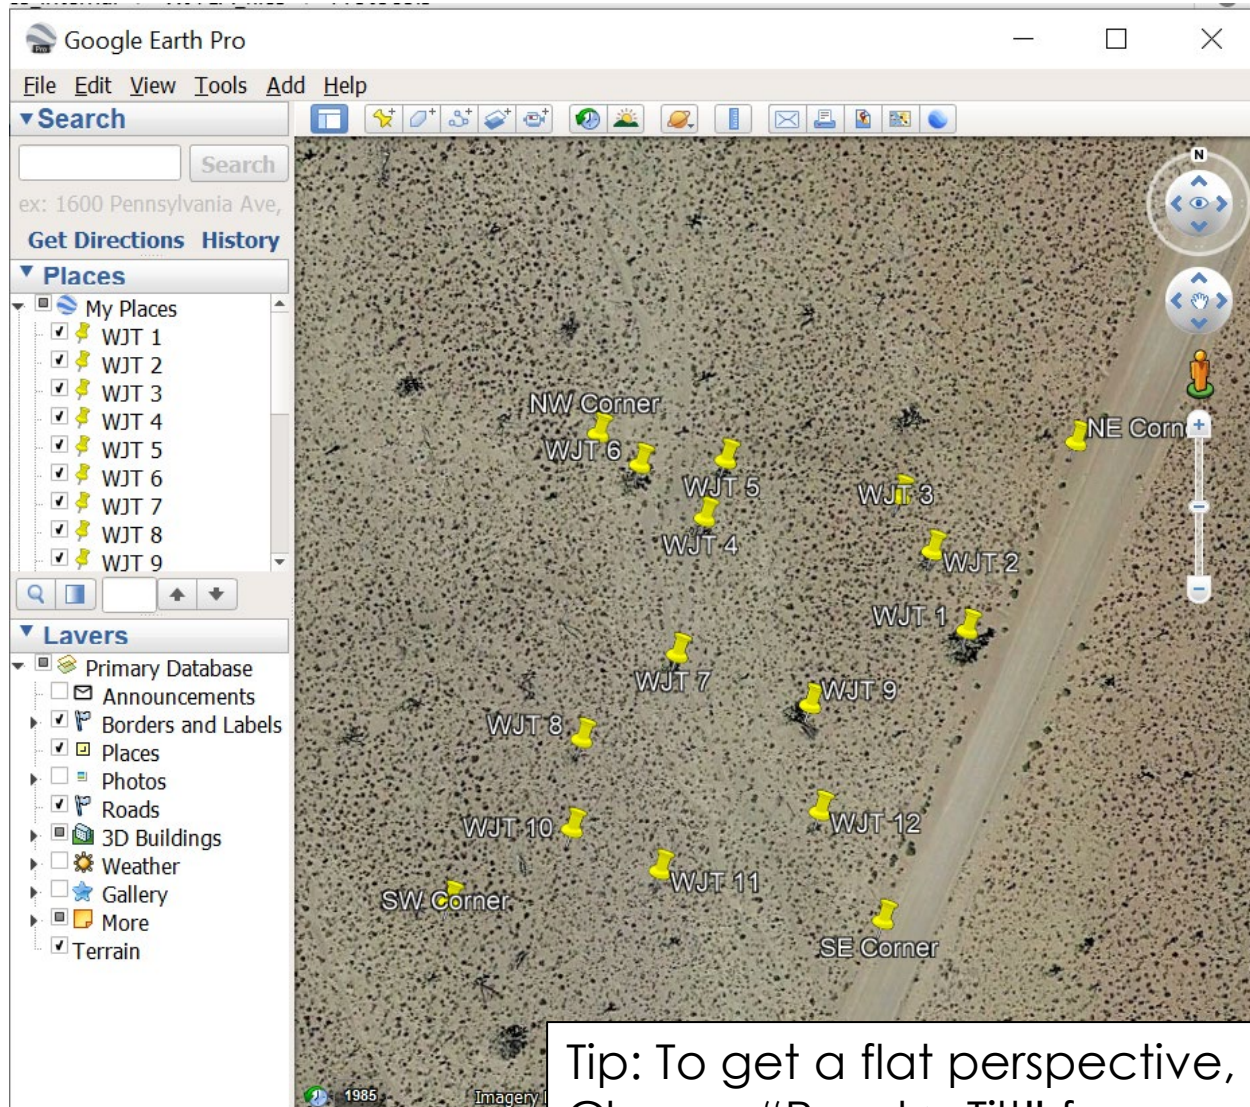 Google Earth Pro
File Edit View Tools Add Help
Search
Search
ex: 1600 Pennsylvania Ave,
Get Directions History
Places
My Places
WJT 1
WJT 2
WJT 3
WJT 4
WJT 5
WJT 6
WJT 7
WJT 8
WJT 9
Layers
Primary Database
Announcements
Borders and Labels
Places
Photos
Roads
3D Buildings
Weather
Gallery
More
Terrain
N
NW Corner
NE Corn
WJT 6
WJT 5
WJT 3
WJT 4
WJT 2
WJT 1
WJT 7
WJT 9
WJT 8
WJT 10
WJT 12
WJT 11
SW Corner
SE Corner
1985
Imagery
Tip: To get a flat perspective,